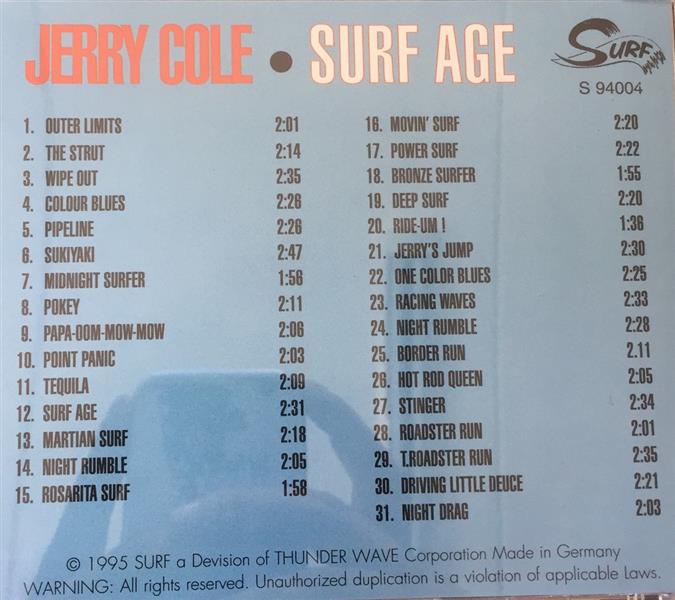 JERRY COLE • SURF AGE
SURF
S 94004
1. OUTER LIMITS 2:01
2. THE STRUT 2:14
3. WIPE OUT 2:35
4. COLOUR BLUES 2:26
5. PIPELINE 2:26
6. SUKIYAKI 2:47
7. MIDNIGHT SURFER 1:56
8. POKEY 2:11
9. PAPA-OOM-MOW-MOW 2:06
10. POINT PANIC 2:03
11. TEQUILA 2:09
12. SURF AGE 2:31
13. MARTIAN SURF 2:18
14. NIGHT RUMBLE 2:05
15. ROSARITA SURF 1:58
16. MOVIN' SURF 2:20
17. POWER SURF 2:22
18. BRONZE SURFER 1:55
19. DEEP SURF 2:20
20. RIDE-UM ! 1:36
21. JERRY'S JUMP 2:30
22. ONE COLOR BLUES 2:25
23. RACING WAVES 2:33
24. NIGHT RUMBLE 2:28
25. BORDER RUN 2.11
26. HOT ROD QUEEN 2:05
27. STINGER 2:34
28. ROADSTER RUN 2:01
29. T.ROADSTER RUN 2:35
30. DRIVING LITTLE DEUCE 2:21
31. NIGHT DRAG 2:03
© 1995 SURF a Devision of THUNDER WAVE Corporation Made in Germany
WARNING: All rights reserved. Unauthorized duplication is a violation of applicable Laws.